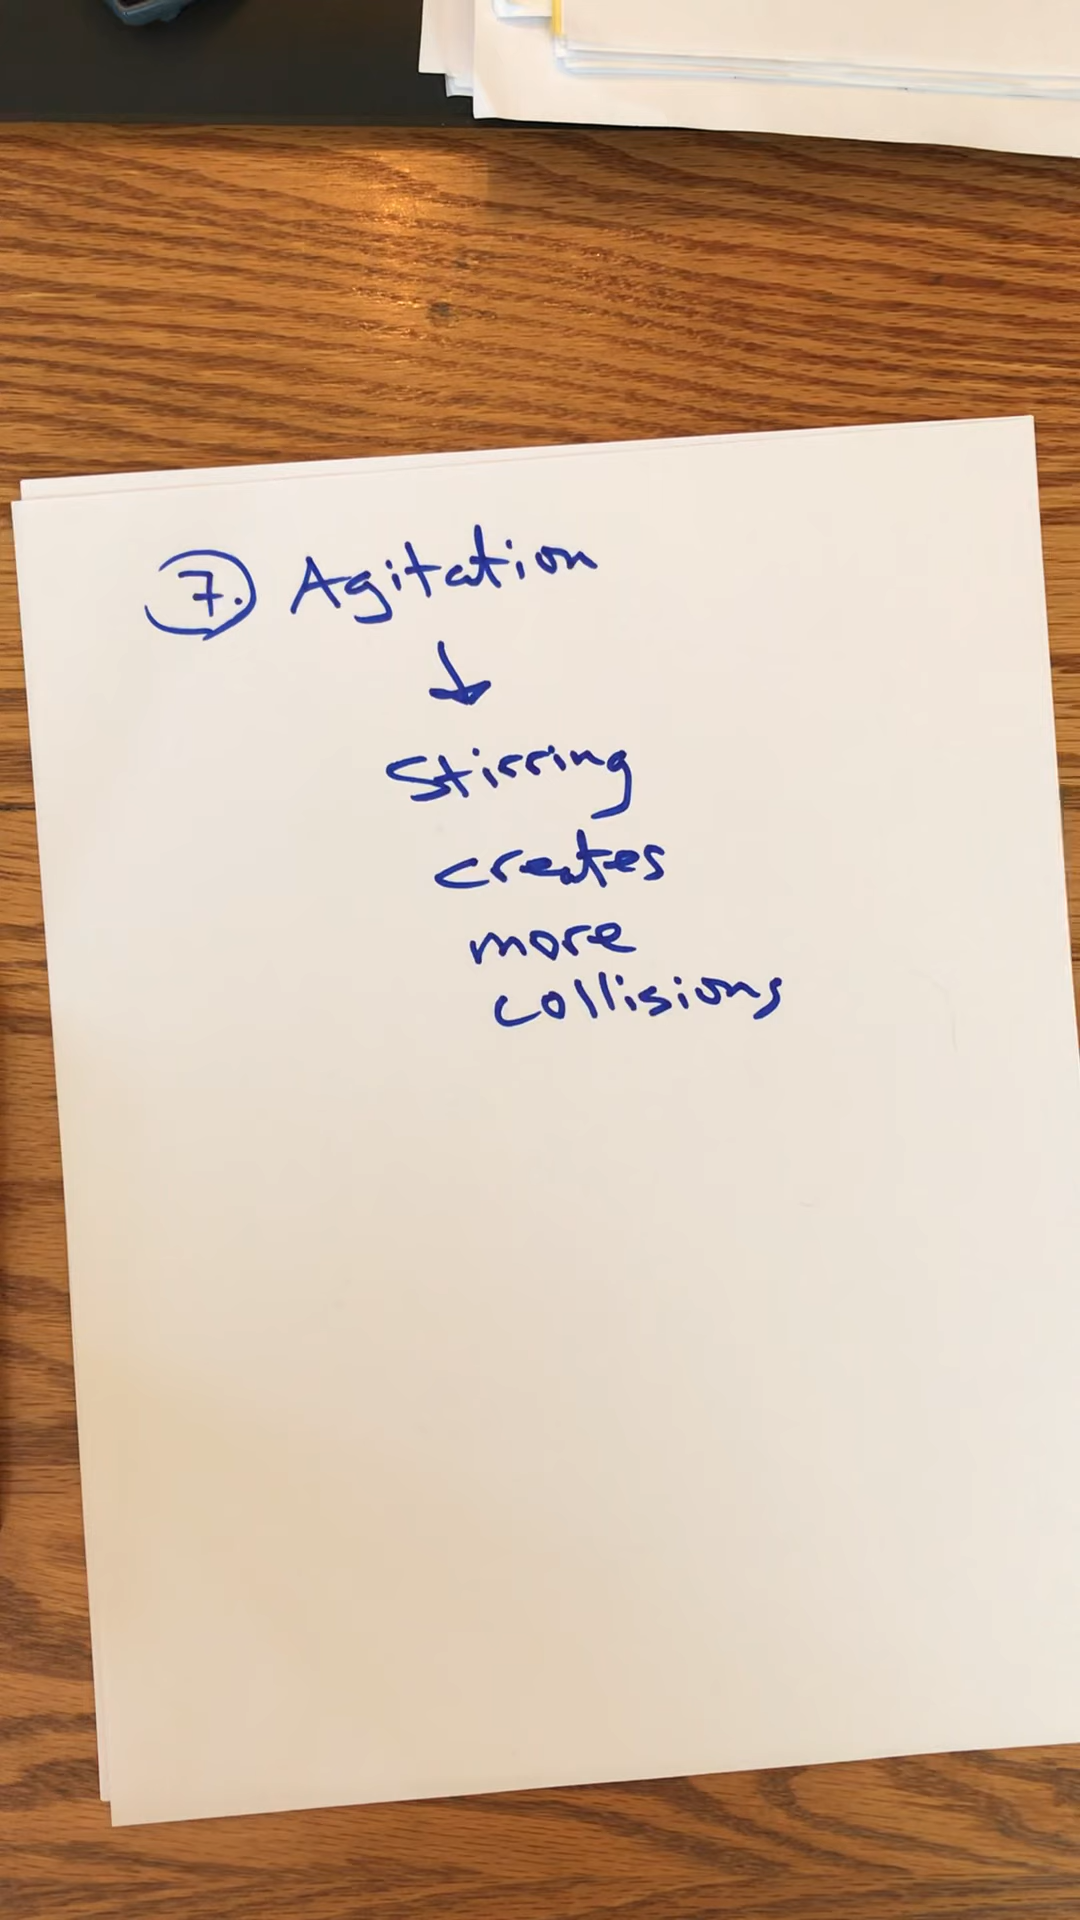 7. Agitation
↓
Stirring
creates
more
collisions